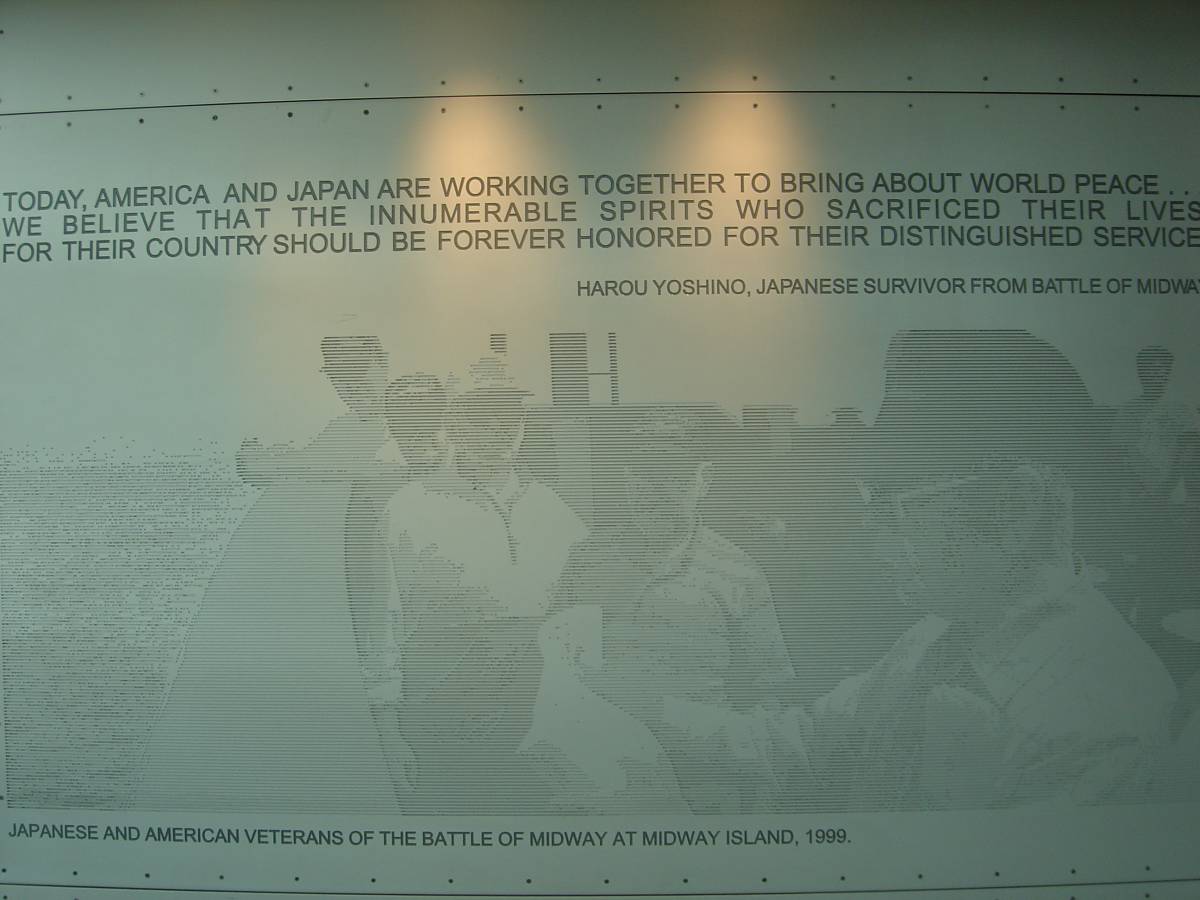 TODAY, AMERICA AND JAPAN ARE WORKING TOGETHER TO BRING ABOUT WORLD PEACE . . .
WE BELIEVE THAT THE INNUMERABLE SPIRITS WHO SACRIFICED THEIR LIVES
FOR THEIR COUNTRY SHOULD BE FOREVER HONORED FOR THEIR DISTINGUISHED SERVICE
HAROU YOSHINO, JAPANESE SURVIVOR FROM BATTLE OF MIDWAY
JAPANESE AND AMERICAN VETERANS OF THE BATTLE OF MIDWAY AT MIDWAY ISLAND, 1999.